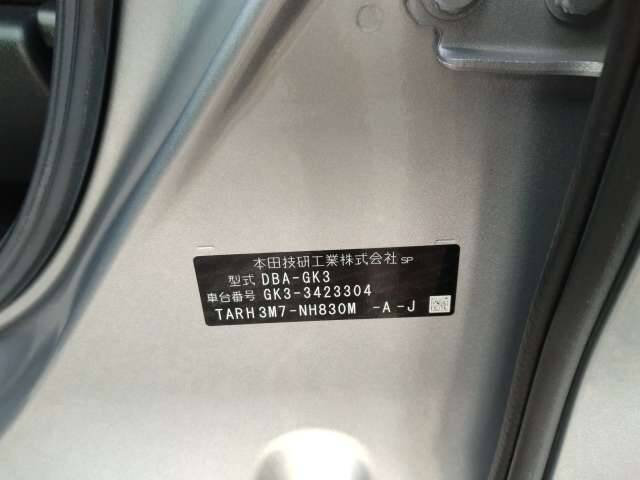 本田技研工業株式会社 SP
型式 DBA-GK3
車台番号 GK3-3423304
TARH3M7-NH830M -A-J